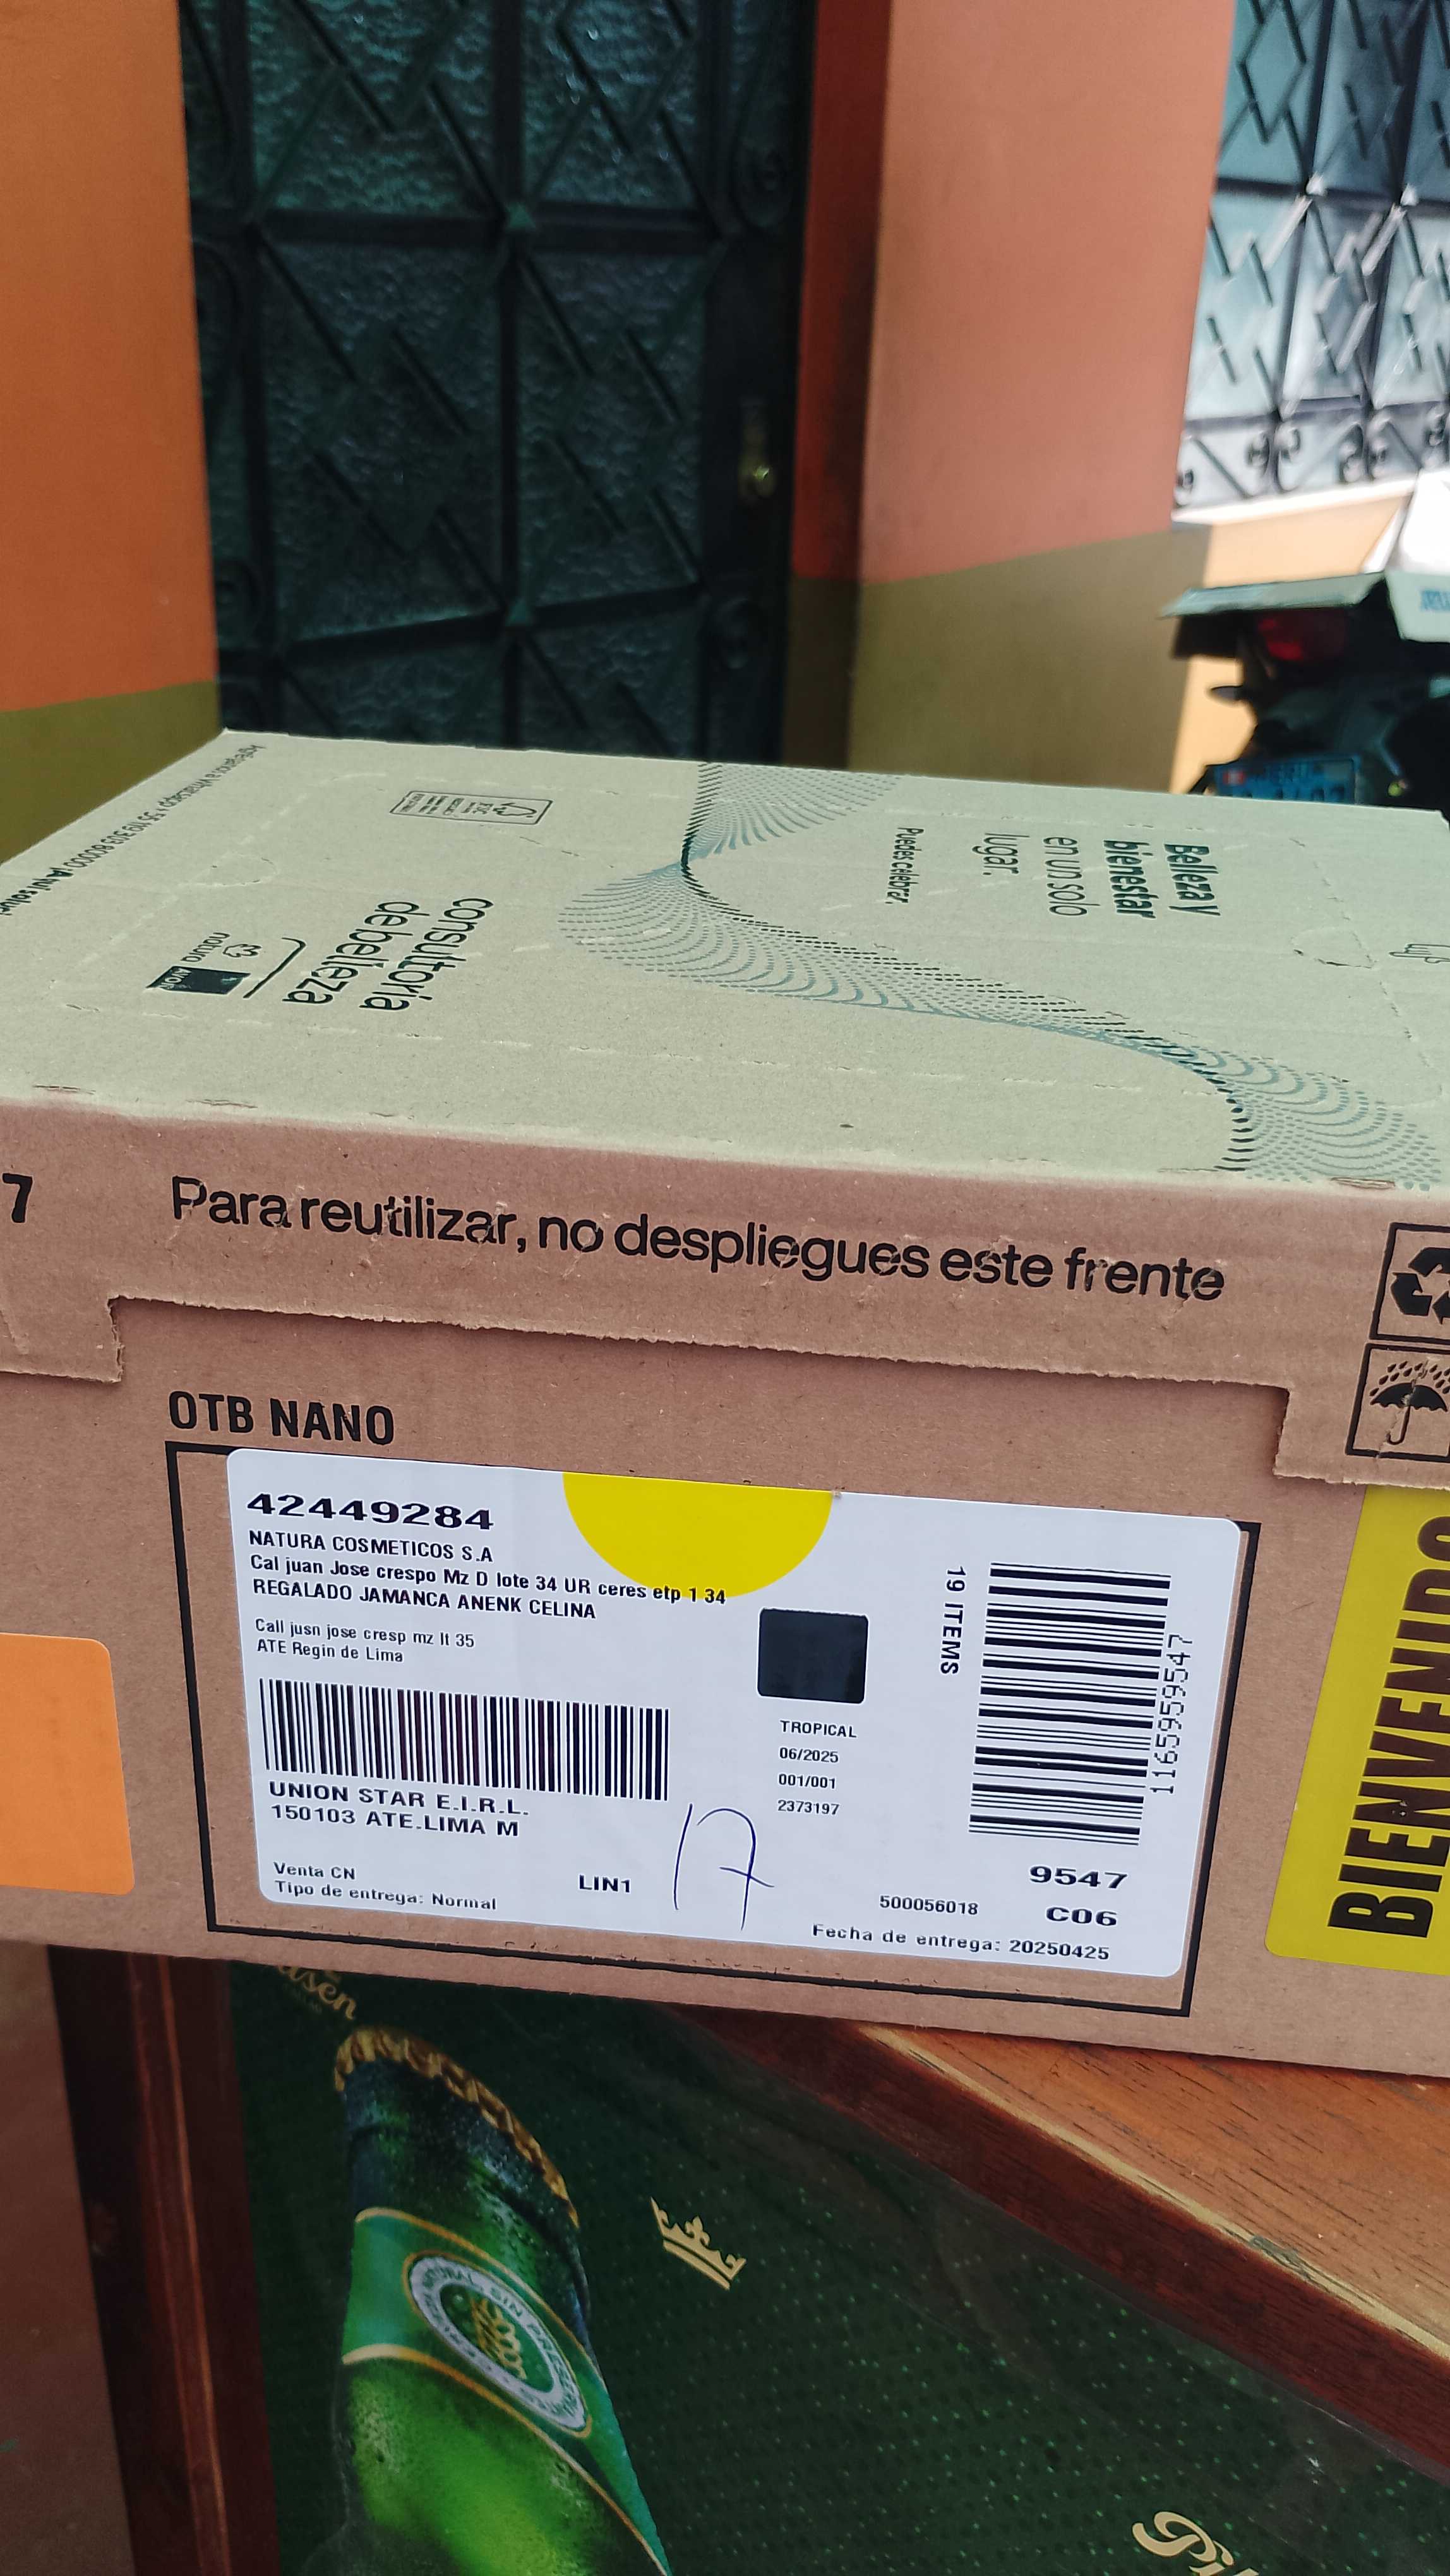 Belleza y
bienestar
en un solo
lugar.
Puedes celebrar.
consultoría
de belleza
natura
AVON
7
Para reutilizar, no despliegues este frente
OTB NANO
42449284
NATURA COSMETICOS S.A
Cal juan Jose crespo Mz D lote 34 UR ceres etp 1 34
REGALADO JAMANCA ANENK CELINA
Call jusn jose cresp mz lt 35
ATE Regin de Lima
UNION STAR E.I.R.L.
150103 ATE.LIMA M
Venta CN
Tipo de entrega: Normal
LIN1
17
TROPICAL
06/2025
001/001
2373197
19 ITEMS
1165959547
9547
500056018
C06
Fecha de entrega: 20250425
BIENVENIDO